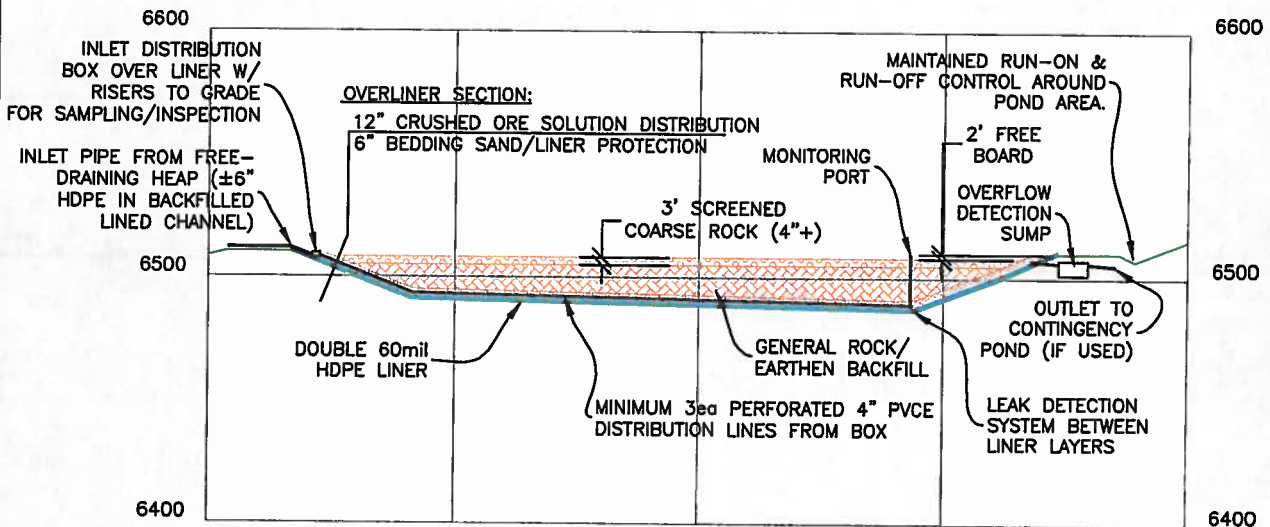 6600
6600
INLET DISTRIBUTION
BOX OVER LINER W/
RISERS TO GRADE
FOR SAMPLING/INSPECTION
OVERLINER SECTION:
12" CRUSHED ORE SOLUTION DISTRIBUTION
6" BEDDING SAND/LINER PROTECTION
MAINTAINED RUN-ON &
RUN-OFF CONTROL AROUND
POND AREA.
INLET PIPE FROM FREE-
DRAINING HEAP (±6"
HDPE IN BACKFILLED
LINED CHANNEL)
MONITORING
PORT
2' FREE
BOARD
OVERFLOW
DETECTION
SUMP
3' SCREENED
COARSE ROCK (4"+)
6500
6500
DOUBLE 60mil
HDPE LINER
GENERAL ROCK/
EARTHEN BACKFILL
OUTLET TO
CONTINGENCY
POND (IF USED)
MINIMUM 3ea PERFORATED 4" PVCE
DISTRIBUTION LINES FROM BOX
LEAK DETECTION
SYSTEM BETWEEN
LINER LAYERS
6400
6400